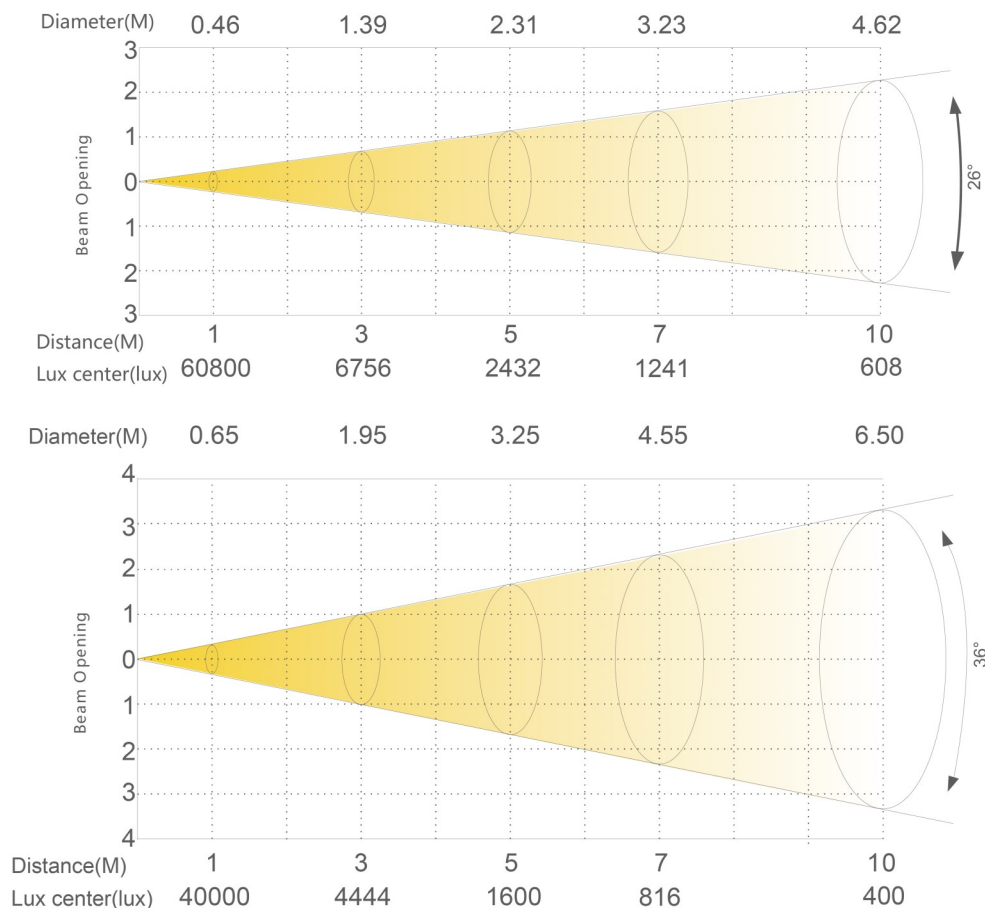 Diameter(M) 0.46 1.39 2.31 3.23 4.62
3
2
1
0
1
2
3
Beam Opening
26°
Distance(M) 1 3 5 7 10
Lux center(lux) 60800 6756 2432 1241 608
Diameter(M) 0.65 1.95 3.25 4.55 6.50
4
3
2
1
0
1
2
3
4
Beam Opening
36°
Distance(M) 1 3 5 7 10
Lux center(lux) 40000 4444 1600 816 400